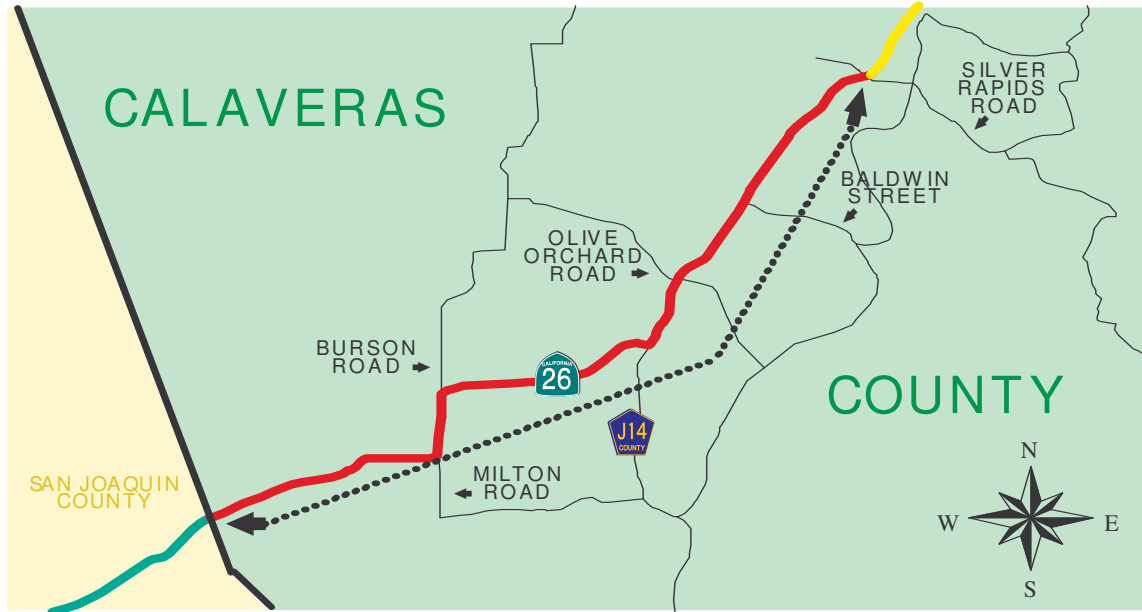 CALAVERAS
SILVER
RAPIDS
ROAD
BALDWIN
STREET
OLIVE
ORCHARD
ROAD
BURSON
ROAD
CALIFORNIA
26
COUNTY
J14
COUNTY
MILTON
ROAD
SAN JOAQUIN
COUNTY
N
W
E
S